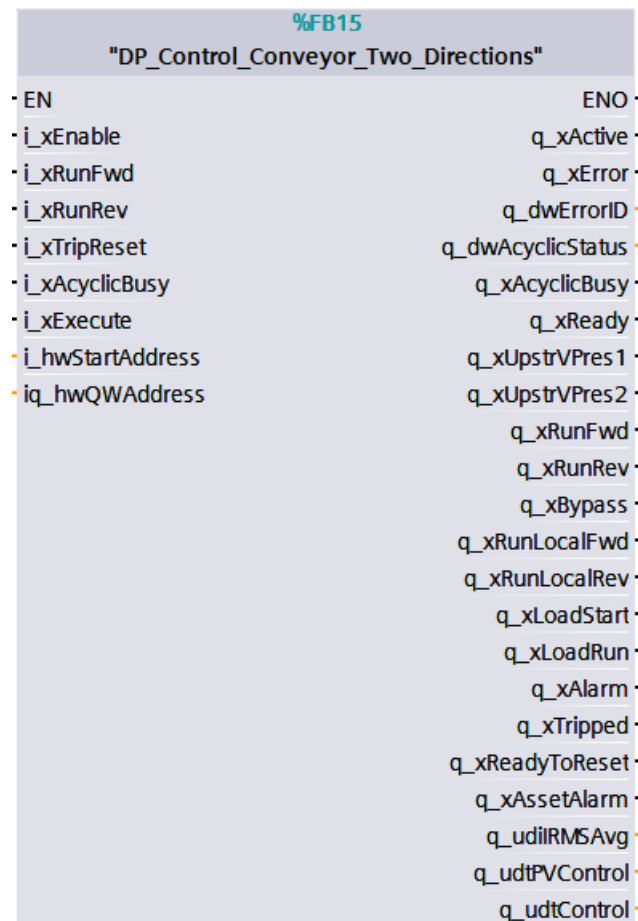 %FB15
"DP_Control_Conveyor_Two_Directions"
EN ENO
i_xEnable q_xActive
i_xRunFwd q_xError
i_xRunRev q_dwErrorID
i_xTripReset q_dwAcyclicStatus
i_xAcyclicBusy q_xAcyclicBusy
i_xExecute q_xReady
i_hwStartAddress q_xUpstrVPres1
iq_hwQWAddress q_xUpstrVPres2
q_xRunFwd
q_xRunRev
q_xBypass
q_xRunLocalFwd
q_xRunLocalRev
q_xLoadStart
q_xLoadRun
q_xAlarm
q_xTripped
q_xReadyToReset
q_xAssetAlarm
q_udiIRMSAvg
q_udtPVControl
q_udtControl